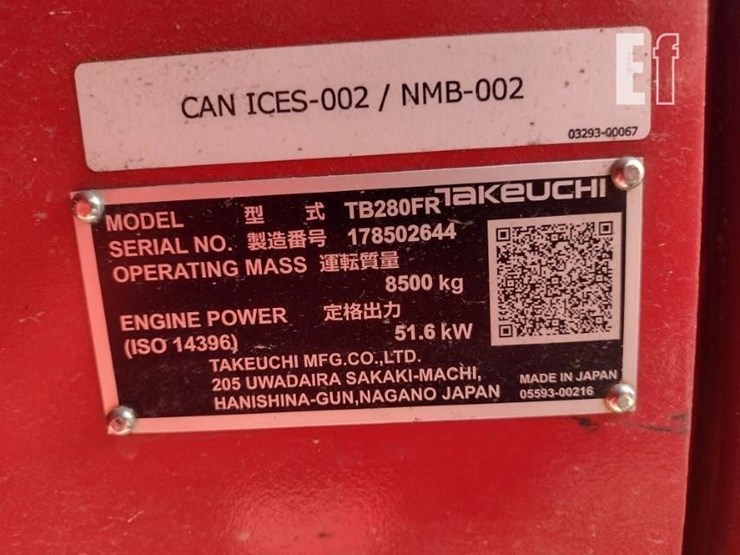 Ef
CAN ICES-002 / NMB-002
03293-00067
TAKEUCHI
MODEL 型 式 TB280FR
SERIAL NO. 製造番号 178502644
OPERATING MASS 運転質量
8500 kg
ENGINE POWER 定格出力
(ISO 14396) 51.6 kW
TAKEUCHI MFG.CO.,LTD.
205 UWADAIRA SAKAKI-MACHI,
HANISHINA-GUN,NAGANO JAPAN
MADE IN JAPAN
05593-00216